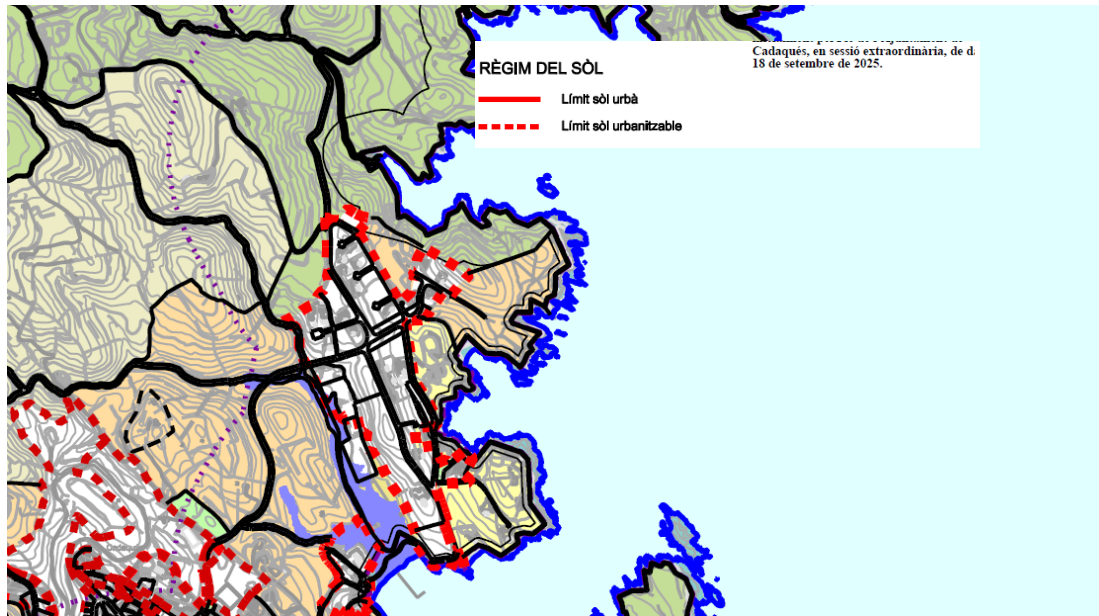 Cadaqués, en sessió extraordinària, de
18 de setembre de 2025.
RÈGIM DEL SÒL
Límit sòl urbà
Límit sòl urbanitzable